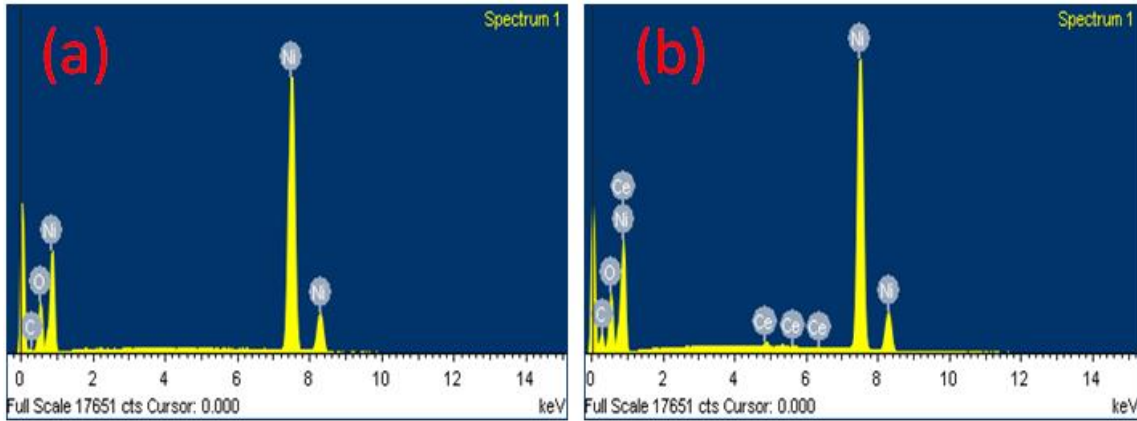 (a)
Spectrum 1
Ni
Ni
O
C
Ni
0 2 4 6 8 10 12 14
Full Scale 17651 cts Cursor: 0.000 keV
(b)
Spectrum 1
Ni
Ce
Ni
O
C
Ce Ce Ce
Ni
0 2 4 6 8 10 12 14
Full Scale 17651 cts Cursor: 0.000 keV